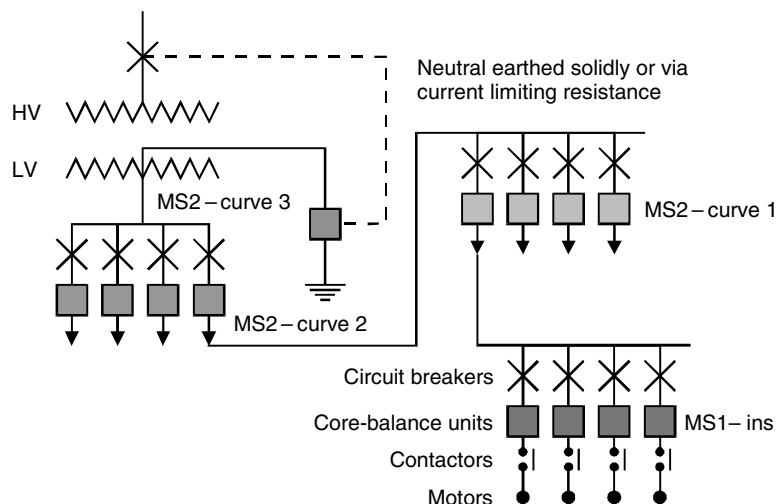 Neutral earthed solidly or via
current limiting resistance
HV
LV
MS2–curve 3
MS2–curve 1
MS2–curve 2
Circuit breakers
Core-balance units
MS1–ins
Contactors
Motors